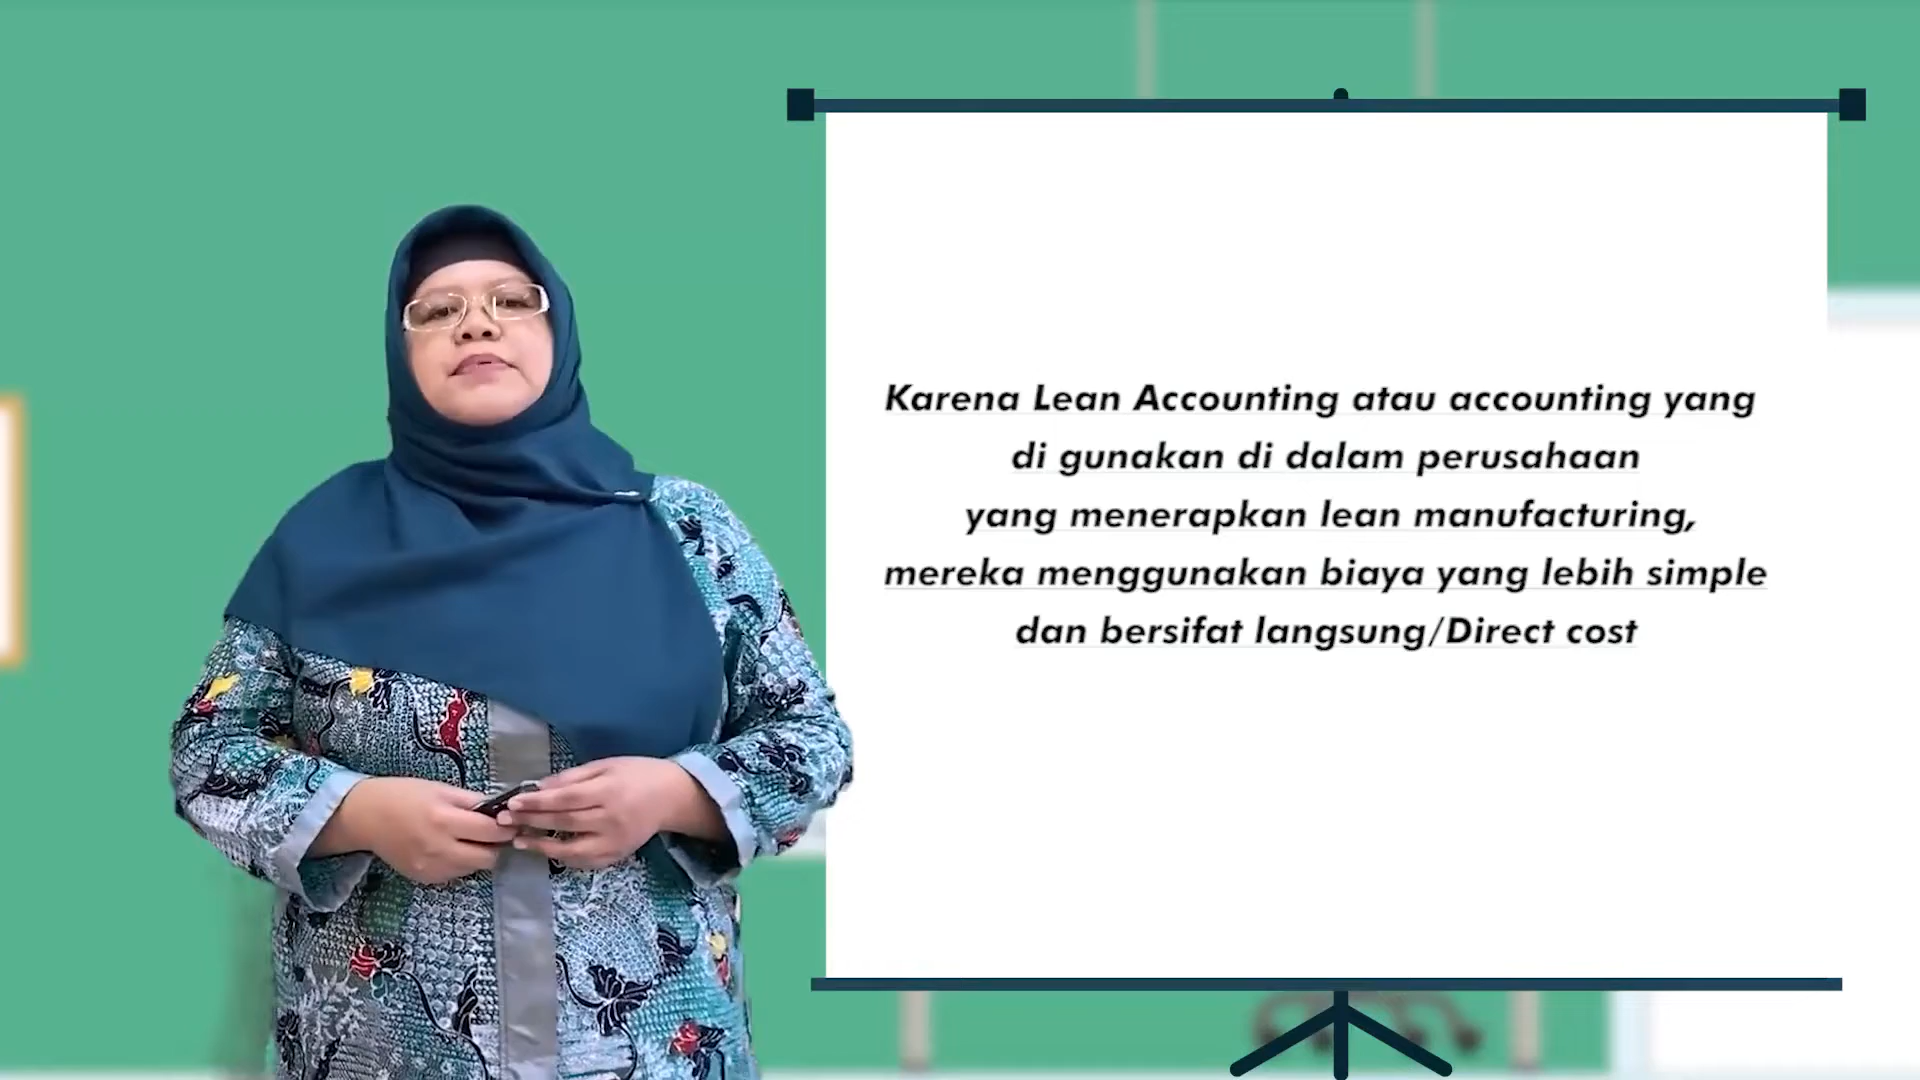 Karena Lean Accounting atau accounting yang
di gunakan di dalam perusahaan
yang menerapkan lean manufacturing,
mereka menggunakan biaya yang lebih simple
dan bersifat langsung/Direct cost